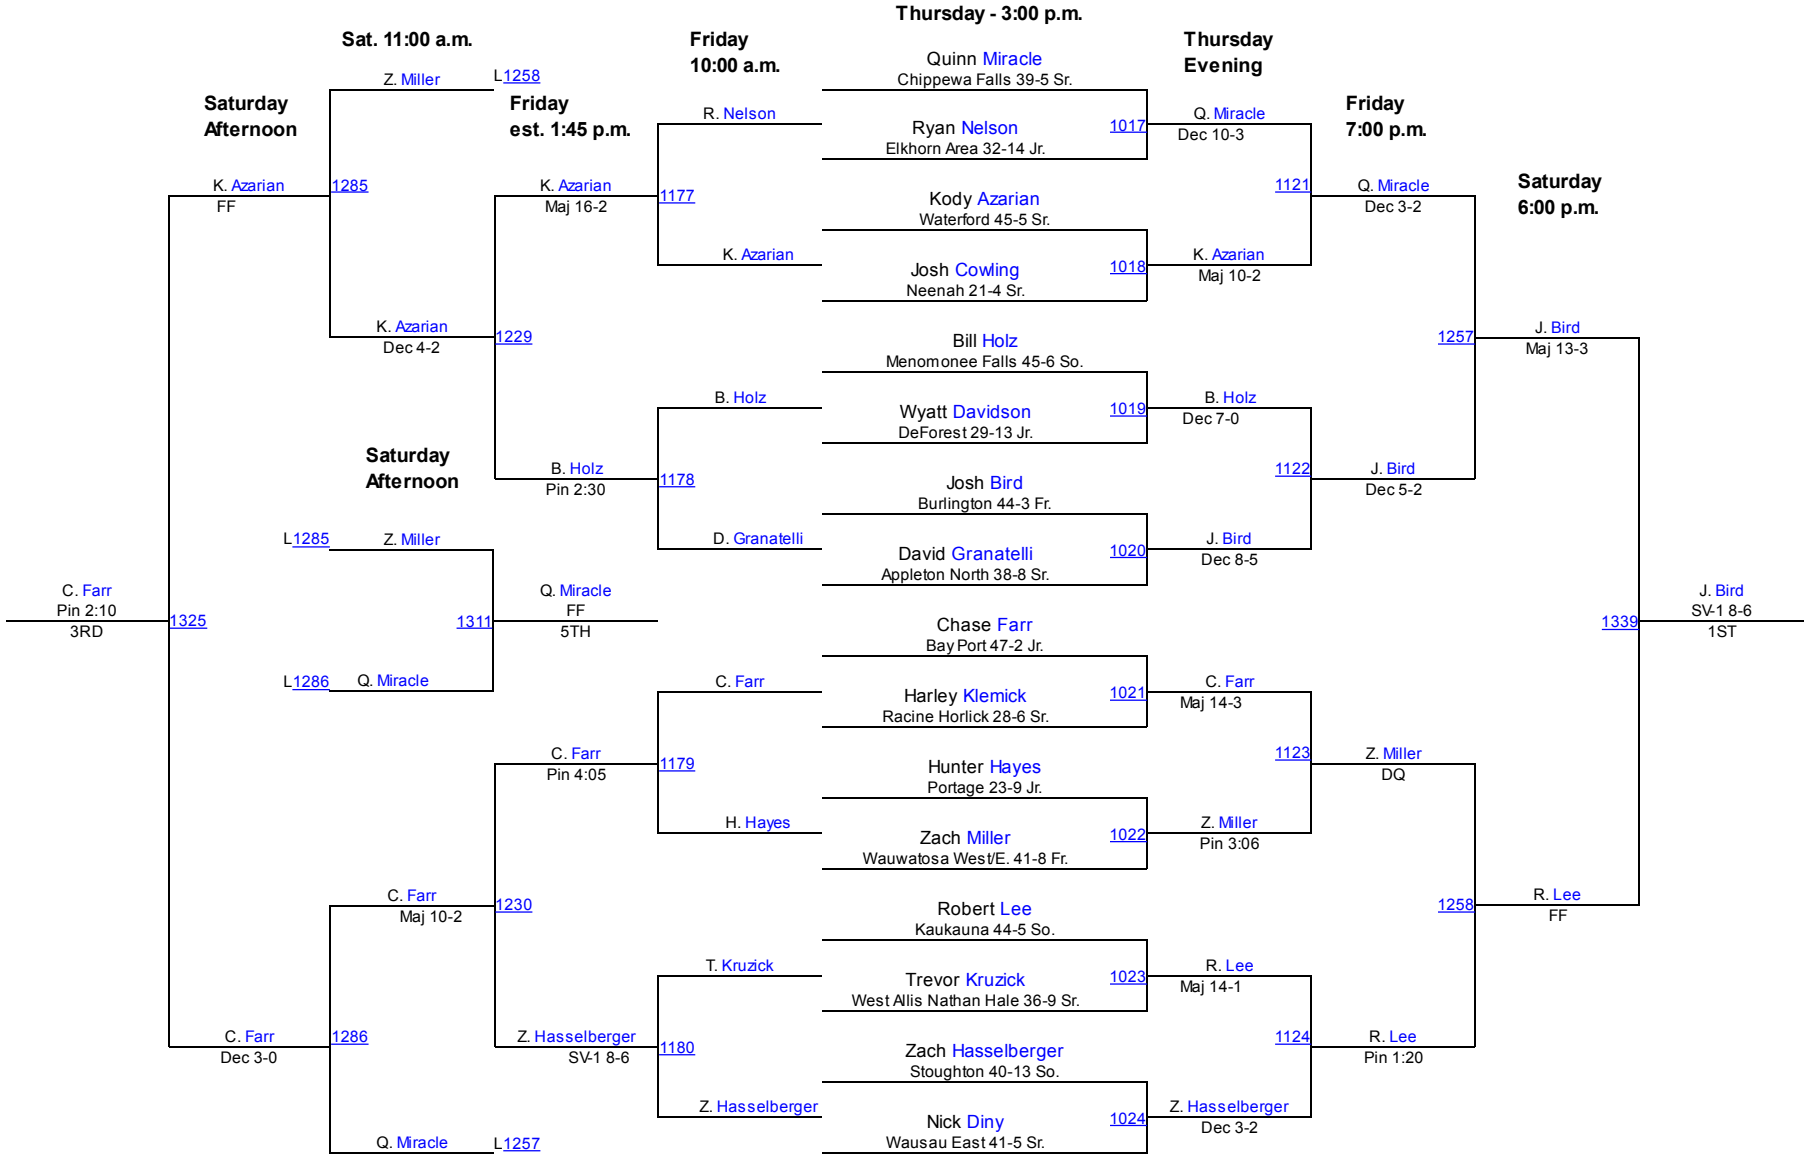 Thursday - 3:00 p.m.
Sat. 11:00 a.m.
Friday
10:00 a.m.
Thursday
Evening
Saturday
Afternoon
Friday
est. 1:45 p.m.
Friday
7:00 p.m.
Saturday
6:00 p.m.
Saturday
Afternoon
Quinn Miracle
Chippewa Falls 39-5 Sr.
Ryan Nelson
Elkhorn Area 32-14 Jr.
1017
Kody Azarian
Waterford 45-5 Sr.
Josh Cowling
Neenah 21-4 Sr.
1018
Bill Holz
Menomonee Falls 45-6 So.
Wyatt Davidson
DeForest 29-13 Jr.
1019
Josh Bird
Burlington 44-3 Fr.
David Granatelli
Appleton North 38-8 Sr.
1020
Chase Farr
Bay Port 47-2 Jr.
Harley Klemick
Racine Horlick 28-6 Sr.
1021
Hunter Hayes
Portage 23-9 Jr.
Zach Miller
Wauwatosa West/E. 41-8 Fr.
1022
Robert Lee
Kaukauna 44-5 So.
Trevor Kruzick
West Allis Nathan Hale 36-9 Sr.
1023
Zach Hasselberger
Stoughton 40-13 So.
Nick Diny
Wausau East 41-5 Sr.
1024
Q. Miracle
Dec 10-3
1121
K. Azarian
Maj 10-2
B. Holz
Dec 7-0
1122
J. Bird
Dec 8-5
C. Farr
Maj 14-3
1123
Z. Miller
Pin 3:06
R. Lee
Maj 14-1
1124
Z. Hasselberger
Dec 3-2
Q. Miracle
Dec 3-2
1257
J. Bird
Dec 5-2
Z. Miller
DQ
1258
R. Lee
Pin 1:20
J. Bird
Maj 13-3
1339
R. Lee
FF
J. Bird
SV-1 8-6
1ST
R. Nelson
1177
K. Azarian
B. Holz
1178
D. Granatelli
C. Farr
1179
H. Hayes
T. Kruzick
1180
Z. Hasselberger
K. Azarian
Maj 16-2
1229
B. Holz
Pin 2:30
C. Farr
Pin 4:05
1230
Z. Hasselberger
SV-1 8-6
Z. Miller
L1258
1285
K. Azarian
Dec 4-2
C. Farr
Maj 10-2
1286
Q. Miracle
L1257
K. Azarian
FF
1325
C. Farr
Dec 3-0
C. Farr
Pin 2:10
3RD
L1285
Z. Miller
1311
L1286
Q. Miracle
Q. Miracle
FF
5TH